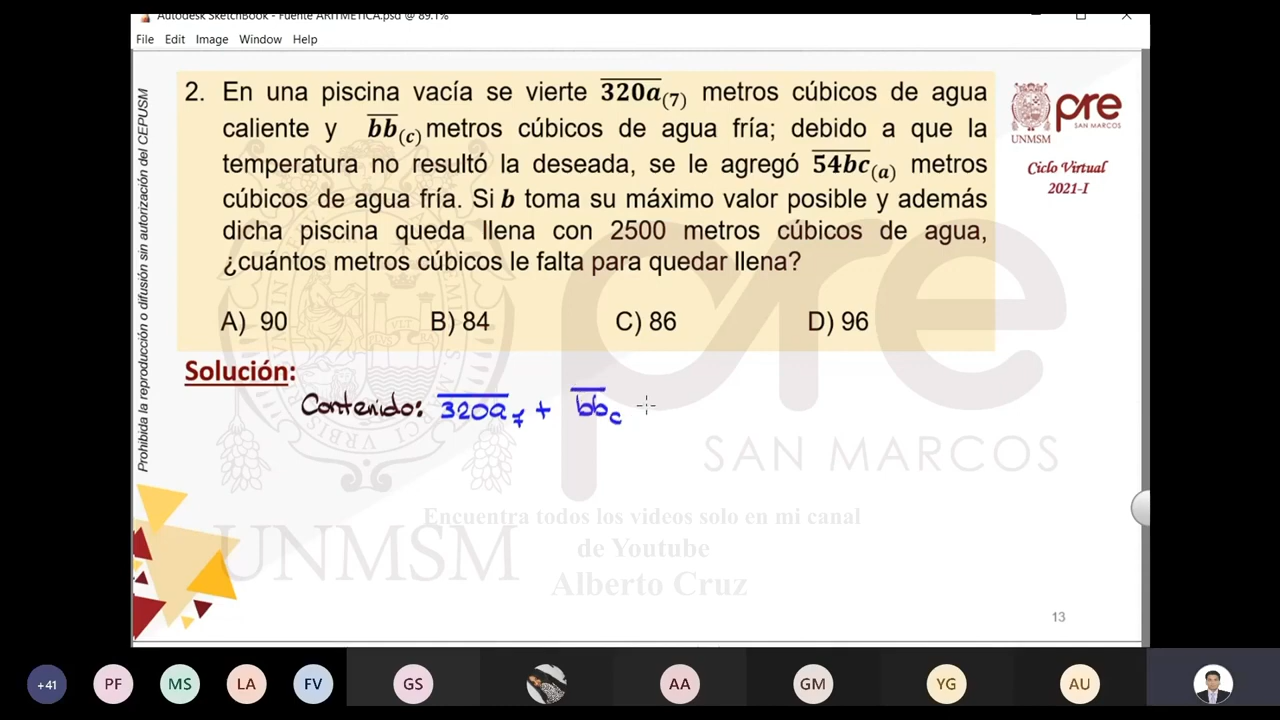 Autodesk SketchBook - Fuente ARITMETICA.psd @ 89.1%
File Edit Image Window Help
2. En una piscina vacía se vierte 320a(7) metros cúbicos de agua
caliente y bb(c) metros cúbicos de agua fría; debido a que la
temperatura no resultó la deseada, se le agregó 54bc(a) metros
cúbicos de agua fría. Si b toma su máximo valor posible y además
dicha piscina queda llena con 2500 metros cúbicos de agua,
¿cuántos metros cúbicos le falta para quedar llena?
A) 90 B) 84 C) 86 D) 96
UNMSM
pre
SAN MARCOS
Ciclo Virtual
2021-I
Prohibida la reproducción o difusión sin autorización del CEPUSM
Solución:
Contenido: 320a7 + bbc
pre
SAN MARCOS
UNMSM
Encuentra todos los videos solo en mi canal
de Youtube
Alberto Cruz
13
+41 PF MS LA FV GS AA GM YG AU